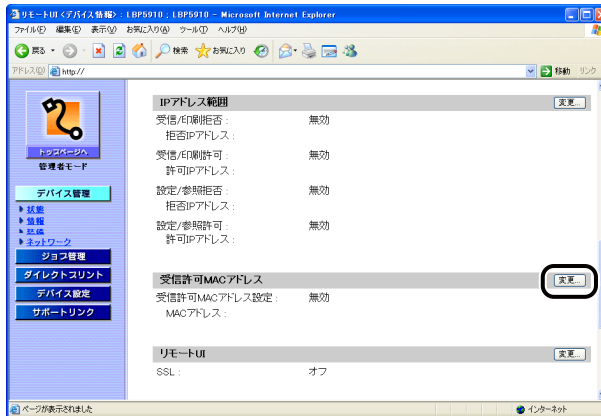 リモートUI <デバイス情報> : LBP5910 ; LBP5910 - Microsoft Internet Explorer
ファイル(F) 編集(E) 表示(V) お気に入り(A) ツール(T) ヘルプ(H)
戻る 検索 お気に入り
アドレス(D) http:// 移動 リンク
トップページへ
管理者モード
デバイス管理
状態
情報
装備
ネットワーク
ジョブ管理
ダイレクトプリント
デバイス設定
サポートリンク
IPアドレス範囲 変更...
受信/印刷拒否 : 無効
拒否IPアドレス :
受信/印刷許可 : 無効
許可IPアドレス :
設定/参照拒否 : 無効
拒否IPアドレス :
設定/参照許可 : 無効
許可IPアドレス :
受信許可MACアドレス 変更...
受信許可MACアドレス設定 : 無効
MACアドレス :
リモートUI 変更...
SSL : オフ
ページが表示されました インターネット